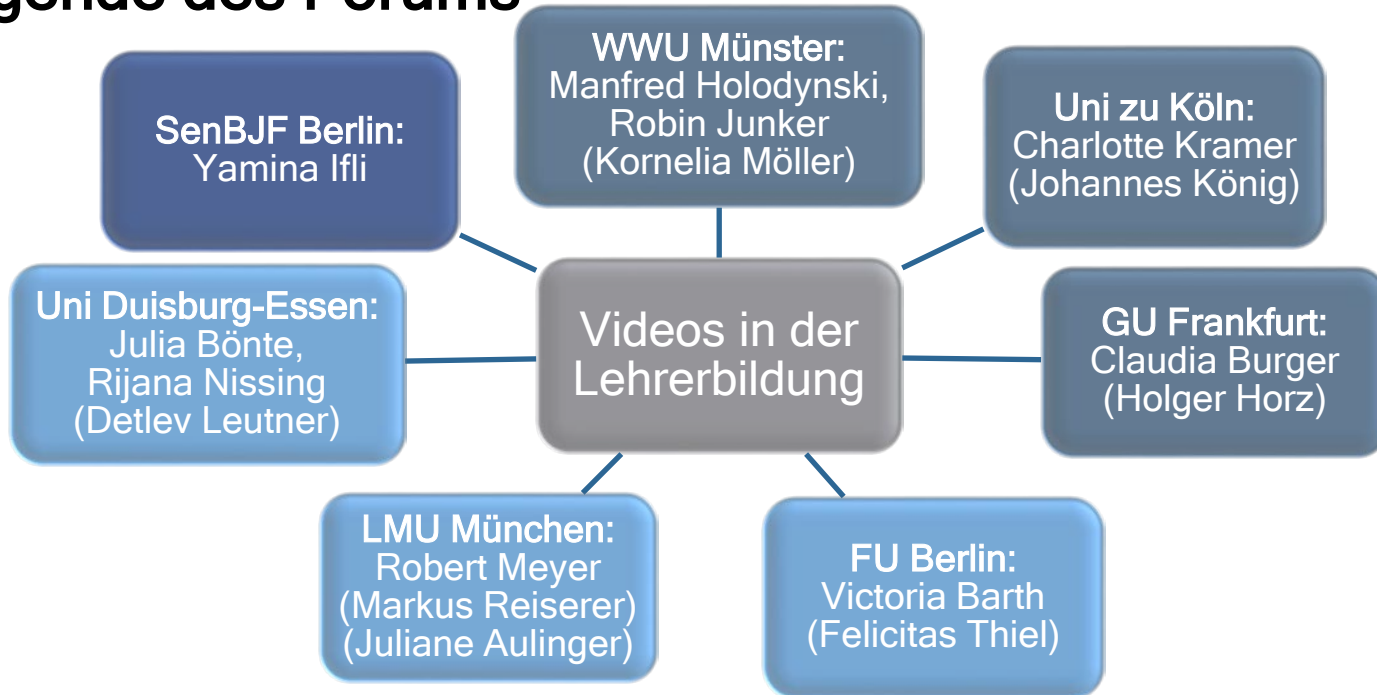 des Forums
WWU Münster:
Manfred Holodynski,
Robin Junker
(Kornelia Möller)
SenBJF Berlin:
Yamina Ifli
Uni zu Köln:
Charlotte Kramer
(Johannes König)
Uni Duisburg-Essen:
Julia Bönte,
Rijana Nissing
(Detlev Leutner)
Videos in der
Lehrerbildung
GU Frankfurt:
Claudia Burger
(Holger Horz)
LMU München:
Robert Meyer
(Markus Reiserer)
(Juliane Aulinger)
FU Berlin:
Victoria Barth
(Felicitas Thiel)